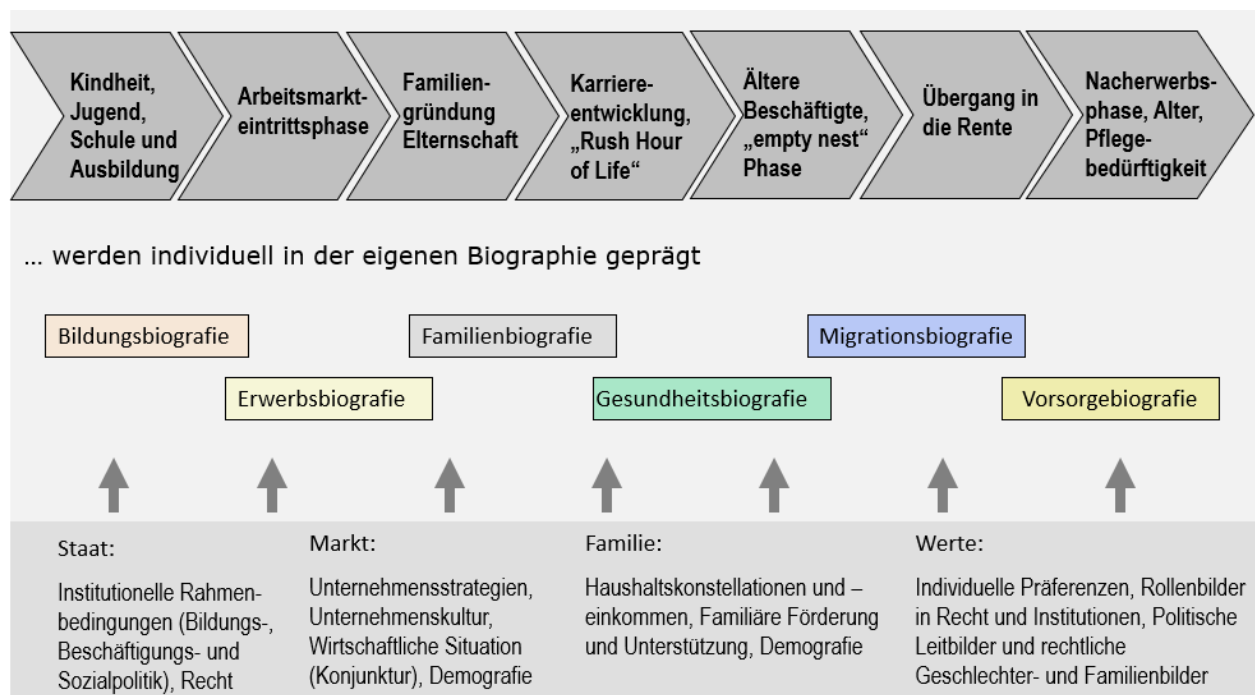 Kindheit,
Jugend,
Schule und
Ausbildung
Arbeitsmarkt-
eintrittsphase
Familien-
gründung
Elternschaft
Karriere-
entwicklung,
„Rush Hour
of Life“
Ältere
Beschäftigte,
„empty nest”
Phase
Übergang in
die Rente
Nacherwerbs-
phase, Alter,
Pflege-
bedürftigkeit
... werden individuell in der eigenen Biographie geprägt
Bildungsbiografie
Familienbiografie
Migrationsbiografie
Erwerbsbiografie
Gesundheitsbiografie
Vorsorgebiografie
Staat:
Institutionelle Rahmen-
bedingungen (Bildungs-,
Beschäftigungs- und
Sozialpolitik), Recht
Markt:
Unternehmensstrategien,
Unternehmenskultur,
Wirtschaftliche Situation
(Konjunktur), Demografie
Familie:
Haushaltskonstellationen und –
einkommen, Familiäre Förderung
und Unterstützung, Demografie
Werte:
Individuelle Präferenzen, Rollenbilder
in Recht und Institutionen, Politische
Leitbilder und rechtliche
Geschlechter- und Familienbilder